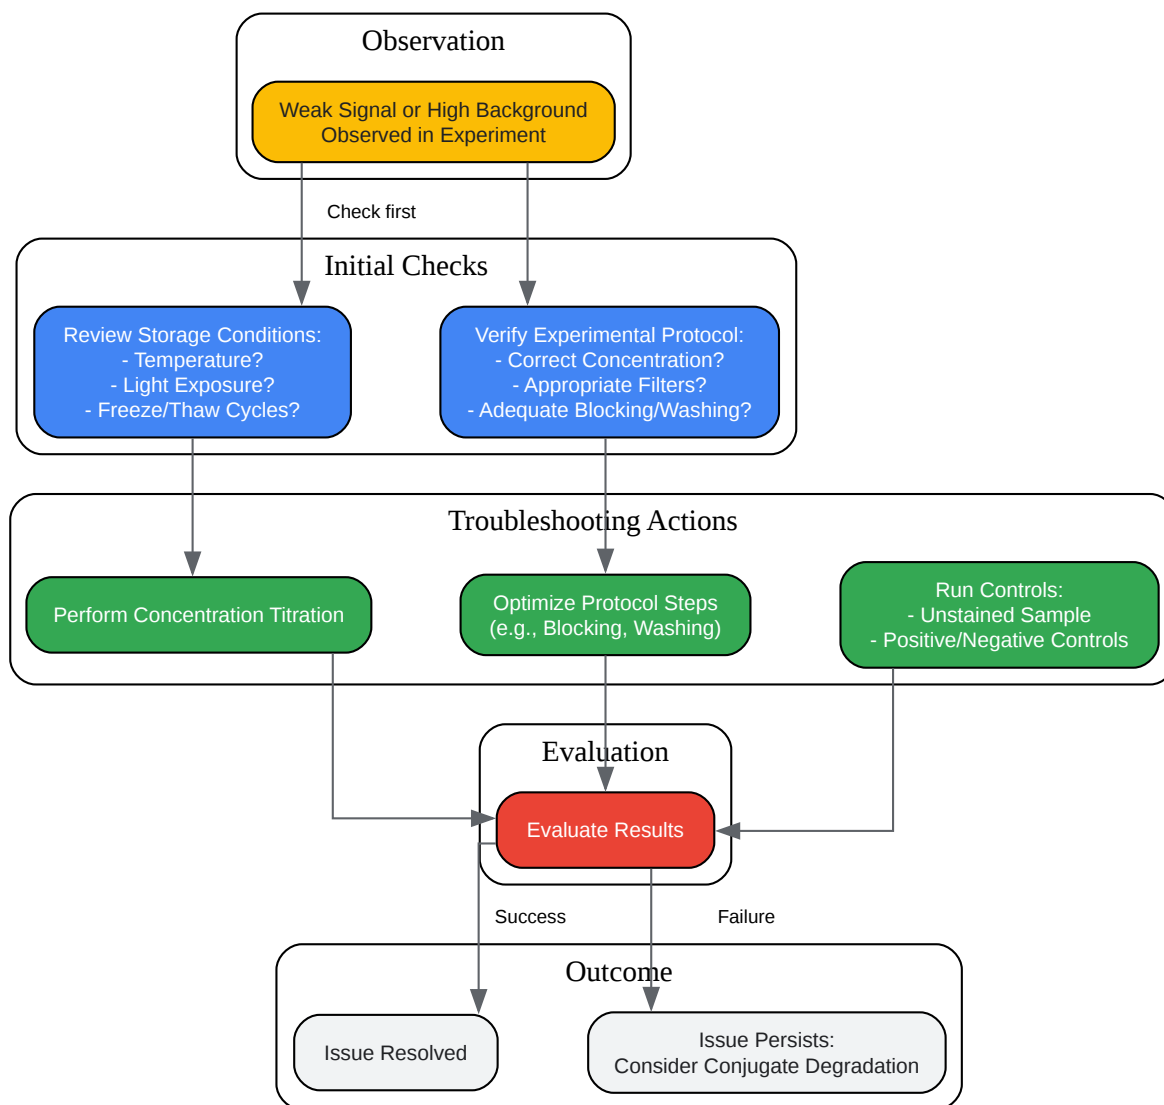 Observation
Weak Signal or High Background
Observed in Experiment
Check first
Initial Checks
Review Storage Conditions:
- Temperature?
- Light Exposure?
- Freeze/Thaw Cycles?
Verify Experimental Protocol:
- Correct Concentration?
- Appropriate Filters?
- Adequate Blocking/Washing?
Troubleshooting Actions
Perform Concentration Titration
Optimize Protocol Steps
(e.g., Blocking, Washing)
Run Controls:
- Unstained Sample
- Positive/Negative Controls
Evaluation
Evaluate Results
Success
Failure
Outcome
Issue Resolved
Issue Persists:
Consider Conjugate Degradation